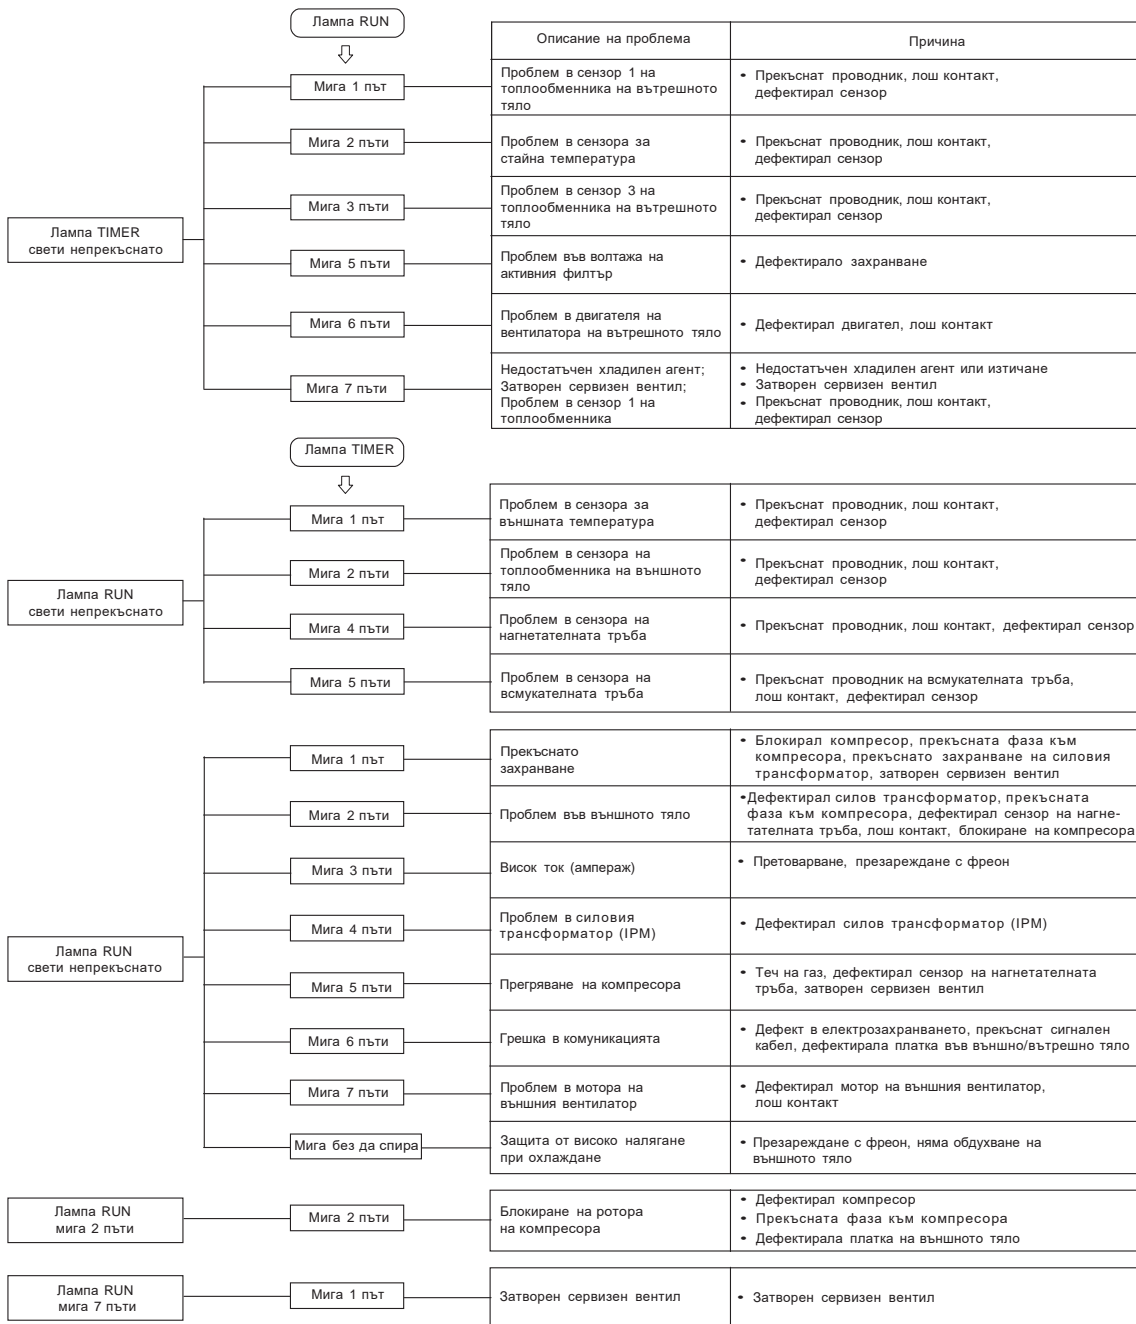 Лампа RUN
Описание на проблема
Причина
Мига 1 път
Проблем в сензор 1 на
топлообменника на вътрешното
тяло
• Прекъснат проводник, лош контакт,
дефектирал сензор
Мига 2 пъти
Проблем в сензора за
стайна температура
• Прекъснат проводник, лош контакт,
дефектирал сензор
Мига 3 пъти
Проблем в сензор 3 на
топлообменника на вътрешното
тяло
• Прекъснат проводник, лош контакт,
дефектирал сензор
Лампа TIMER
свети непрекъснато
Мига 5 пъти
Проблем във волтажа на
активния филтър
• Дефектирало захранване
Мига 6 пъти
Проблем в двигателя на
вентилатора на вътрешното тяло
• Дефектирал двигател, лош контакт
Мига 7 пъти
Недостатъчен хладилен агент;
Затворен сервизен вентил;
Проблем в сензор 1 на
топлообменника
• Недостатъчен хладилен агент или изтичане
• Затворен сервизен вентил
• Прекъснат проводник, лош контакт,
дефектирал сензор
Лампа TIMER
Мига 1 път
Проблем в сензора за
външната температура
• Прекъснат проводник, лош контакт,
дефектирал сензор
Мига 2 пъти
Проблем в сензора на
топлообменника на външното
тяло
• Прекъснат проводник, лош контакт,
дефектирал сензор
Лампа RUN
свети непрекъснато
Мига 4 пъти
Проблем в сензора на
нагнетателната тръба
• Прекъснат проводник, лош контакт, дефектирал сензор
Мига 5 пъти
Проблем в сензора на
всмукателната тръба
• Прекъснат проводник на всмукателната тръба,
лош контакт, дефектирал сензор
Мига 1 път
Прекъснато
захранване
• Блокирал компресор, прекъсната фаза към
компресора, прекъснато захранване на силовия
трансформатор, затворен сервизен вентил
Мига 2 пъти
Проблем във външното тяло
•Дефектирал силов трансформатор, прекъсната
фаза към компресора, дефектирал сензор на нагне-
тателната тръба, лош контакт, блокиране на компресора
Мига 3 пъти
Висок ток (ампераж)
• Претоварване, презареждане с фреон
Мига 4 пъти
Проблем в силовия
трансформатор (IPM)
• Дефектирал силов трансформатор (IPM)
Лампа RUN
свети непрекъснато
Мига 5 пъти
Прегряване на компресора
• Теч на газ, дефектирал сензор на нагнетателната
тръба, затворен сервизен вентил
Мига 6 пъти
Грешка в комуникацията
• Дефект в електрозахранването, прекъснат сигнален
кабел, дефектирала платка във външно/вътрешно тяло
Мига 7 пъти
Проблем в мотора на
външния вентилатор
• Дефектирал мотор на външния вентилатор,
лош контакт
Мига без да спира
Защита от високо налягане
при охлаждане
• Презареждане с фреон, няма обдухване на
външното тяло
Лампа RUN
мига 2 пъти
Мига 2 пъти
Блокиране на ротора
на компресора
• Дефектирал компресор
• Прекъсната фаза към компресора
• Дефектирала платка на външното тяло
Лампа RUN
мига 7 пъти
Мига 1 път
Затворен сервизен вентил
• Затворен сервизен вентил